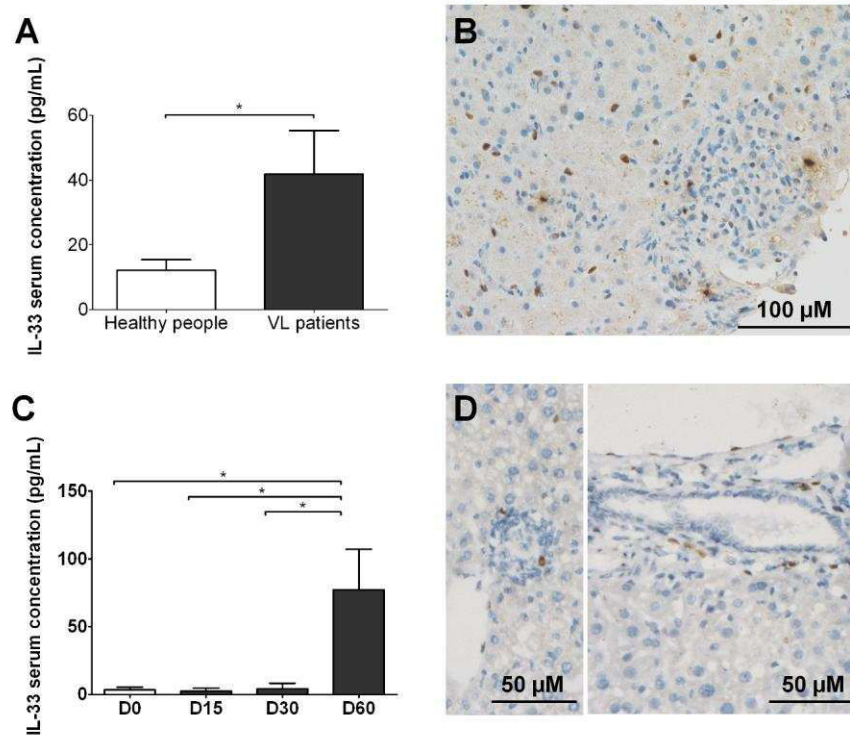 A
IL-33 serum concentration (pg/mL)
60
40
20
0
*
Healthy people
VL patients
B
100 µM
C
IL-33 serum concentration (pg/mL)
150
100
50
0
*
*
*
D0
D15
D30
D60
D
50 µM
50 µM